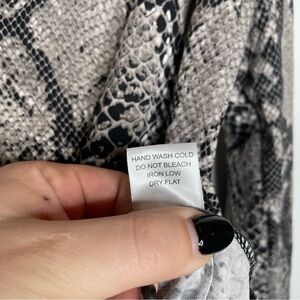 HAND WASH COLD
DO NOT BLEACH
IRON LOW
DRY FLAT